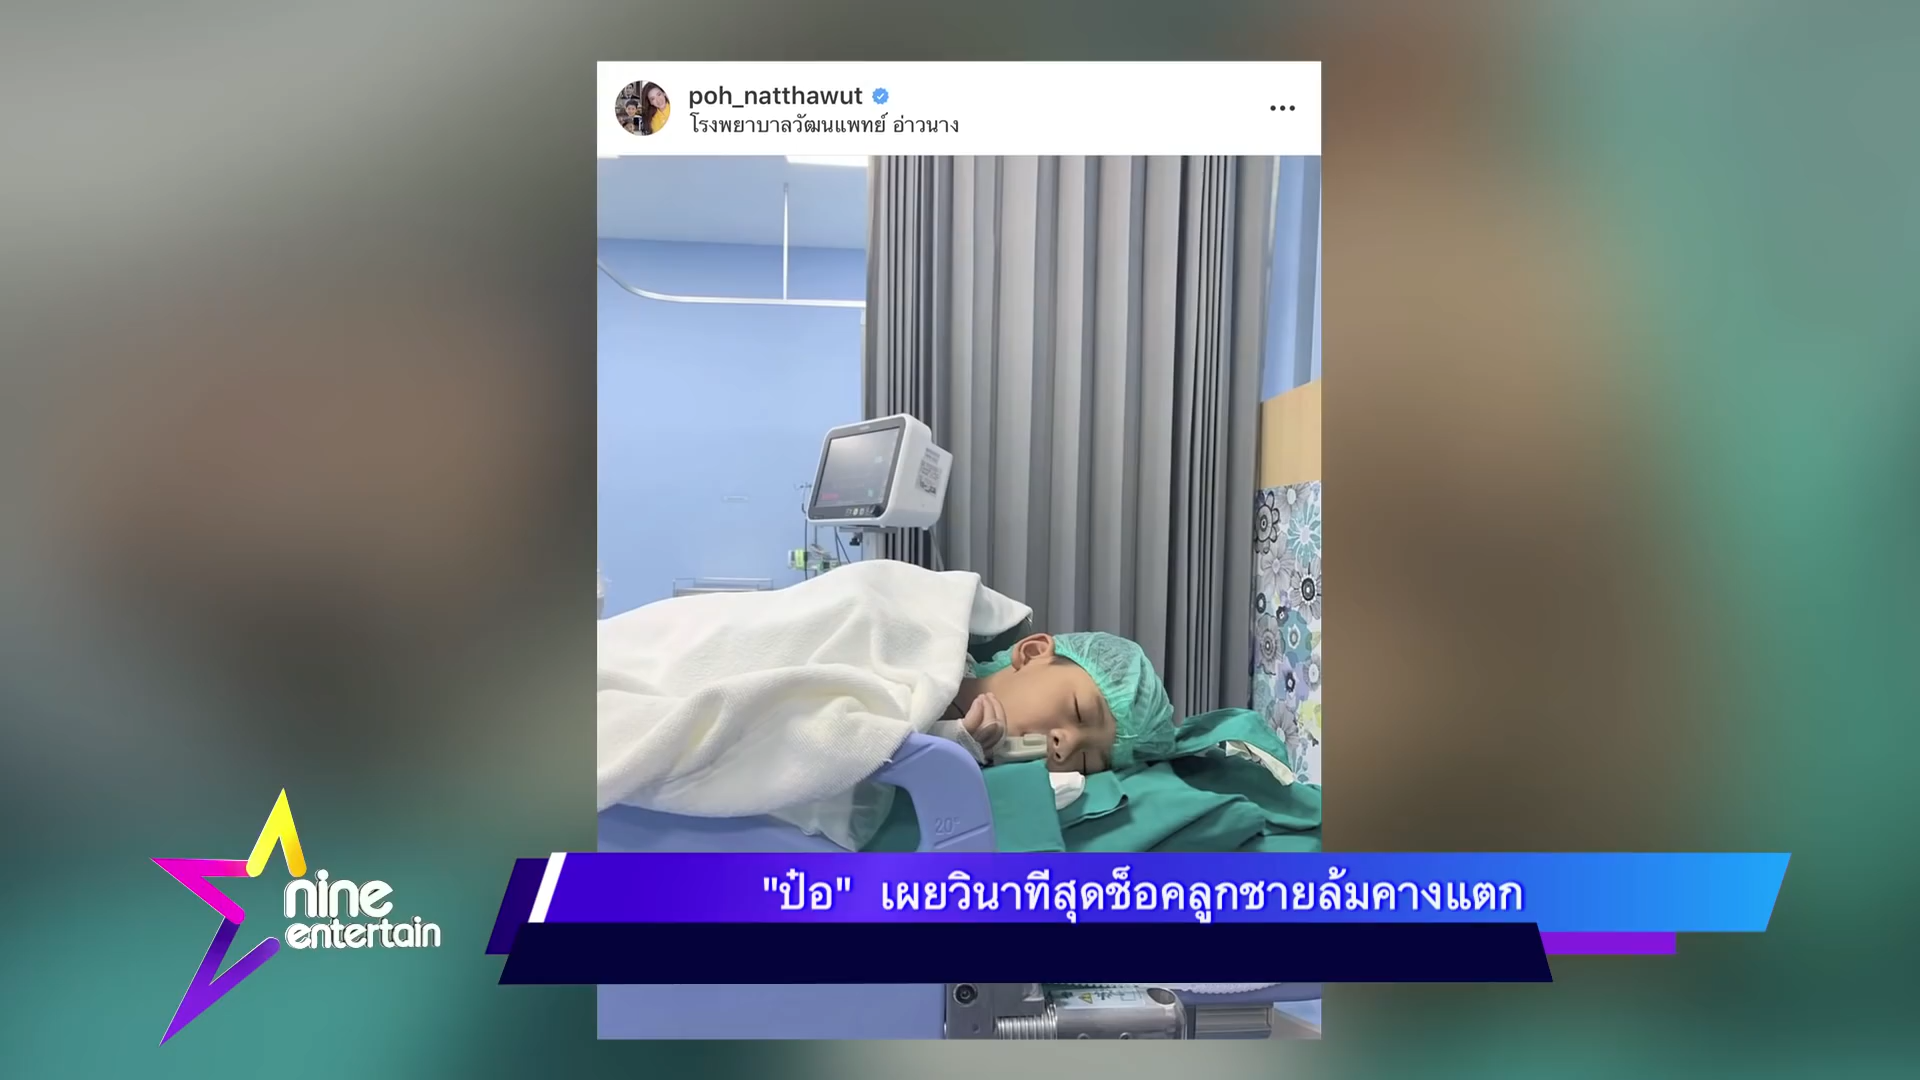 poh_natthawut
โรงพยาบาลวัฒนแพทย์ อ่าวนาง
20°
"ป๋อ" เผยวินาทีสุดช็อคลูกชายล้มคางแตก
nine
entertain